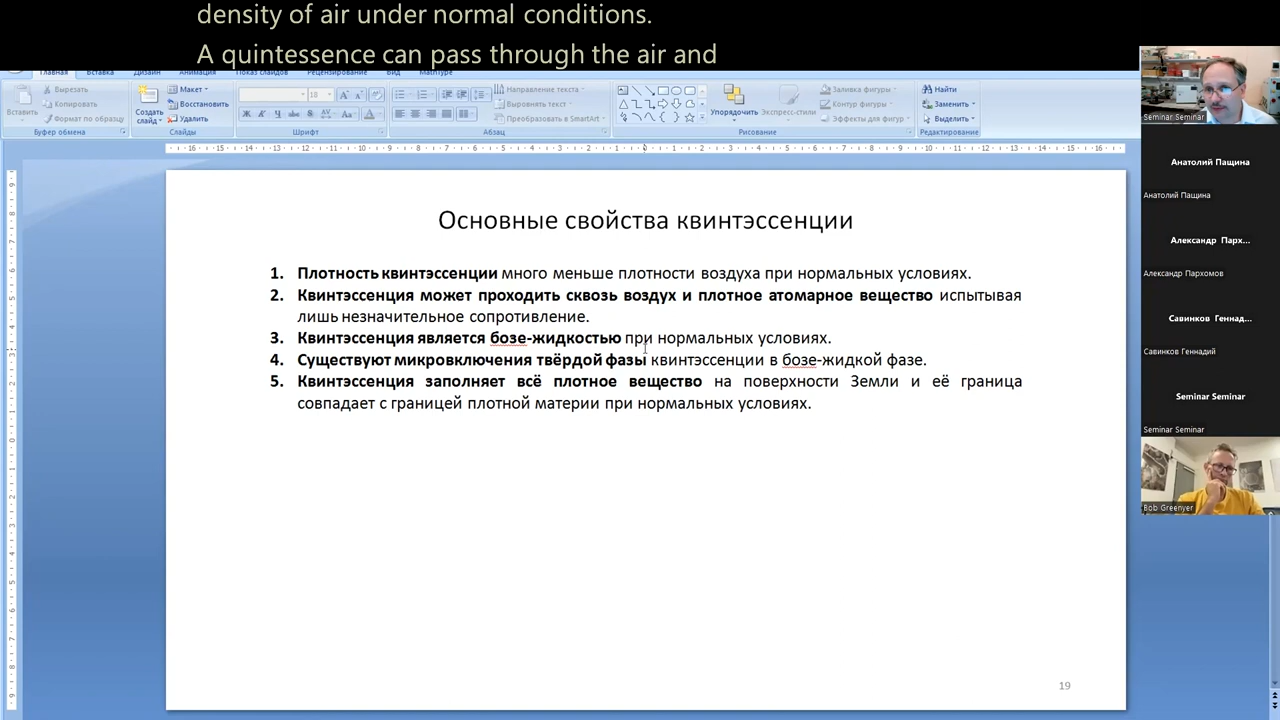 density of air under normal conditions.
A quintessence can pass through the air and
Главная Вставка Дизайн Анимация Показ слайдов Рецензирование Вид MathType
Вставить
Вырезать
Копировать
Формат по образцу
Буфер обмена
Создать слайд
Макет
Восстановить
Удалить
Слайды
18
Шрифт
Направление текста
Выровнять текст
Преобразовать в SmartArt
Абзац
Упорядочить
Экспресс-стили
Заливка фигуры
Контур фигуры
Эффекты для фигур
Рисование
Найти
Заменить
Выделить
Редактирование
Основные свойства квинтэссенции
1. Плотность квинтэссенции много меньше плотности воздуха при нормальных условиях.
2. Квинтэссенция может проходить сквозь воздух и плотное атомарное вещество испытывая
лишь незначительное сопротивление.
3. Квинтэссенция является бозе-жидкостью при нормальных условиях.
4. Существуют микровключения твёрдой фазы квинтэссенции в бозе-жидкой фазе.
5. Квинтэссенция заполняет всё плотное вещество на поверхности Земли и её граница
совпадает с границей плотной материи при нормальных условиях.
19
Seminar Seminar
Анатолий Пащина
Анатолий Пащина
Александр Парх...
Александр Пархомов
Савинков Геннад...
Савинков Геннадий
Seminar Seminar
Seminar Seminar
Bob Greenyer